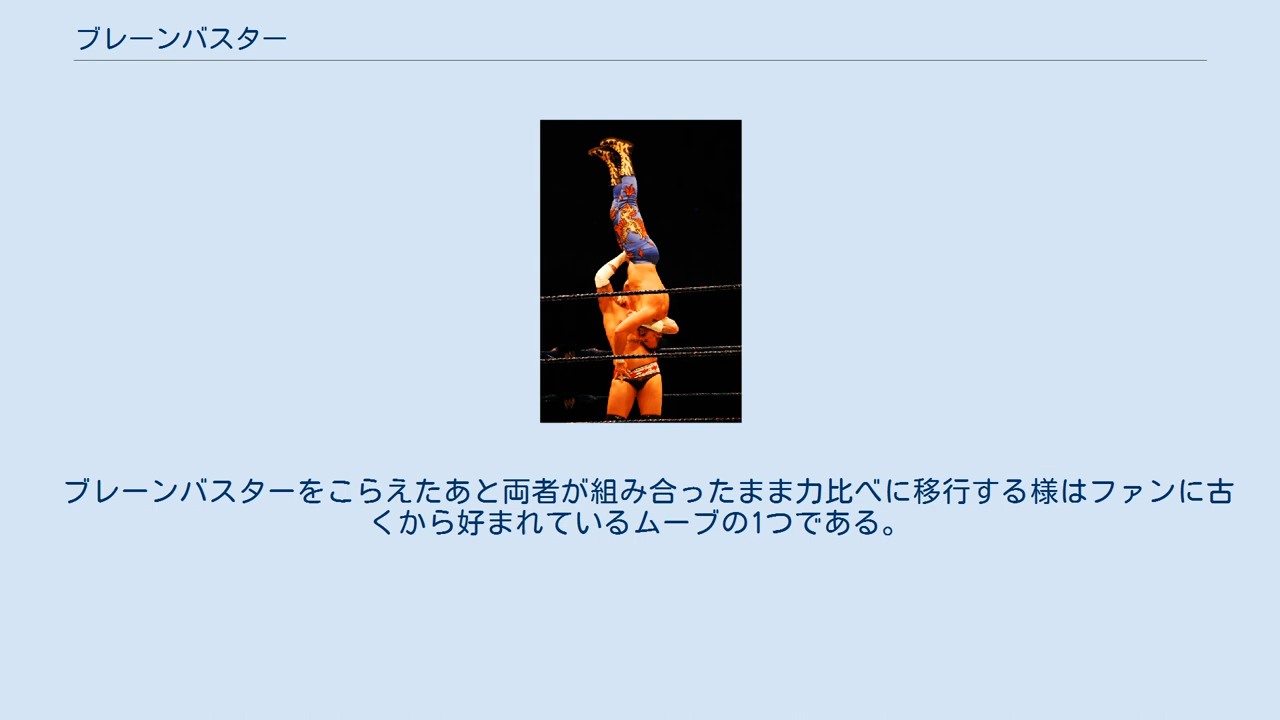 ブレーンバスター
ブレーンバスターをこらえたあと両者が組み合ったまま力比べに移行する様はファンに古
くから好まれているムーブの1つである。